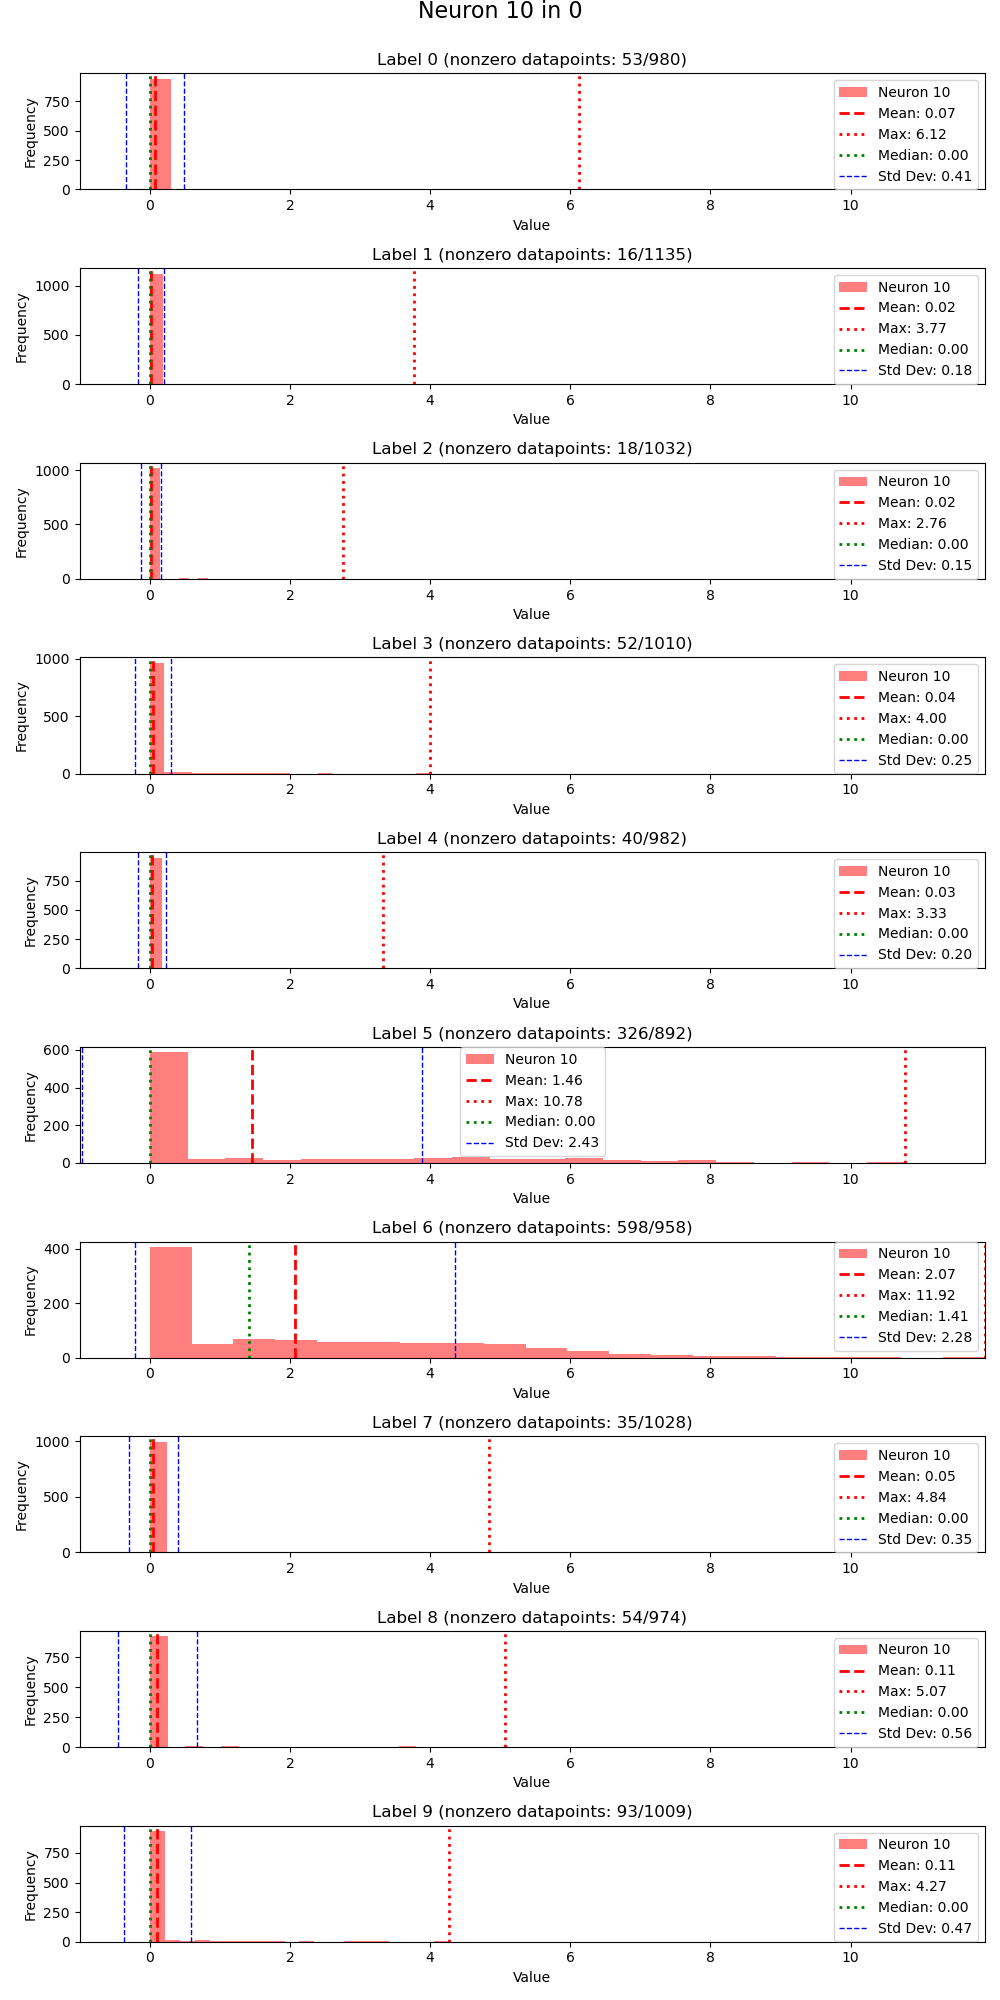 Neuron 10 in 0
Label 0 (nonzero datapoints: 53/980)
Frequency
750
500
250
0
Neuron 10
Mean: 0.07
Max: 6.12
Median: 0.00
Std Dev: 0.41
0 2 4 6 8 10
Value
Label 1 (nonzero datapoints: 16/1135)
Frequency
1000
500
0
Neuron 10
Mean: 0.02
Max: 3.77
Median: 0.00
Std Dev: 0.18
0 2 4 6 8 10
Value
Label 2 (nonzero datapoints: 18/1032)
Frequency
1000
500
0
Neuron 10
Mean: 0.02
Max: 2.76
Median: 0.00
Std Dev: 0.15
0 2 4 6 8 10
Value
Label 3 (nonzero datapoints: 52/1010)
Frequency
1000
500
0
Neuron 10
Mean: 0.04
Max: 4.00
Median: 0.00
Std Dev: 0.25
0 2 4 6 8 10
Value
Label 4 (nonzero datapoints: 40/982)
Frequency
750
500
250
0
Neuron 10
Mean: 0.03
Max: 3.33
Median: 0.00
Std Dev: 0.20
0 2 4 6 8 10
Value
Label 5 (nonzero datapoints: 326/892)
Frequency
600
400
200
0
Neuron 10
Mean: 1.46
Max: 10.78
Median: 0.00
Std Dev: 2.43
0 2 4 6 8 10
Value
Label 6 (nonzero datapoints: 598/958)
Frequency
400
200
0
Neuron 10
Mean: 2.07
Max: 11.92
Median: 1.41
Std Dev: 2.28
0 2 4 6 8 10
Value
Label 7 (nonzero datapoints: 35/1028)
Frequency
1000
500
0
Neuron 10
Mean: 0.05
Max: 4.84
Median: 0.00
Std Dev: 0.35
0 2 4 6 8 10
Value
Label 8 (nonzero datapoints: 54/974)
Frequency
750
500
250
0
Neuron 10
Mean: 0.11
Max: 5.07
Median: 0.00
Std Dev: 0.56
0 2 4 6 8 10
Value
Label 9 (nonzero datapoints: 93/1009)
Frequency
750
500
250
0
Neuron 10
Mean: 0.11
Max: 4.27
Median: 0.00
Std Dev: 0.47
0 2 4 6 8 10
Value